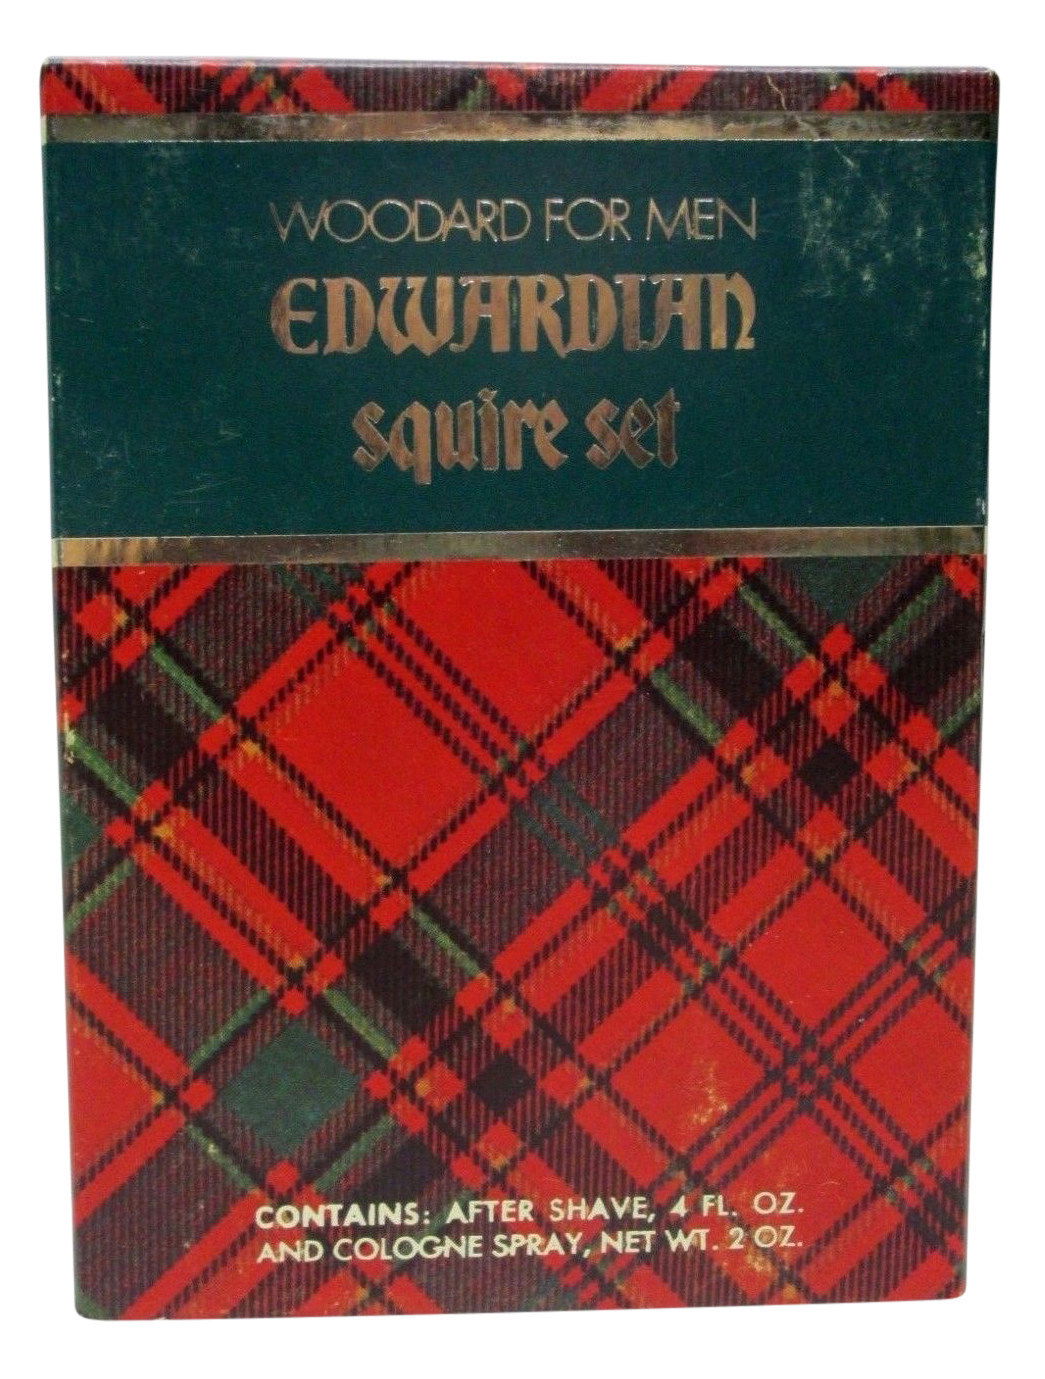 WOODARD FOR MEN
EDWARDIAN
squire set
CONTAINS: AFTER SHAVE, 4 FL. OZ.
AND COLOGNE SPRAY, NET WT. 2 OZ.